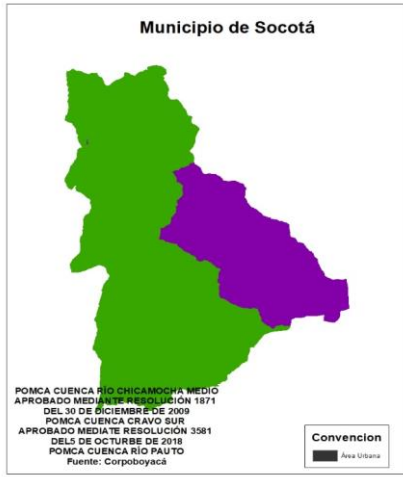 Municipio de Socotá
POMCA CUENCA RÍO CHICAMOCHA MEDIO
APROBADO MEDIANTE RESOLUCIÓN 1871
DEL 30 DE DICIEMBRE DE 2009
POMCA CUENCA CRAVO SUR
APROBADO MEDIATE RESOLUCIÓN 3581
DEL5 DE OCTURBE DE 2018
POMCA CUENCA RÍO PAUTO
Fuente: Corpoboyacá
Convencion
Área Urbana